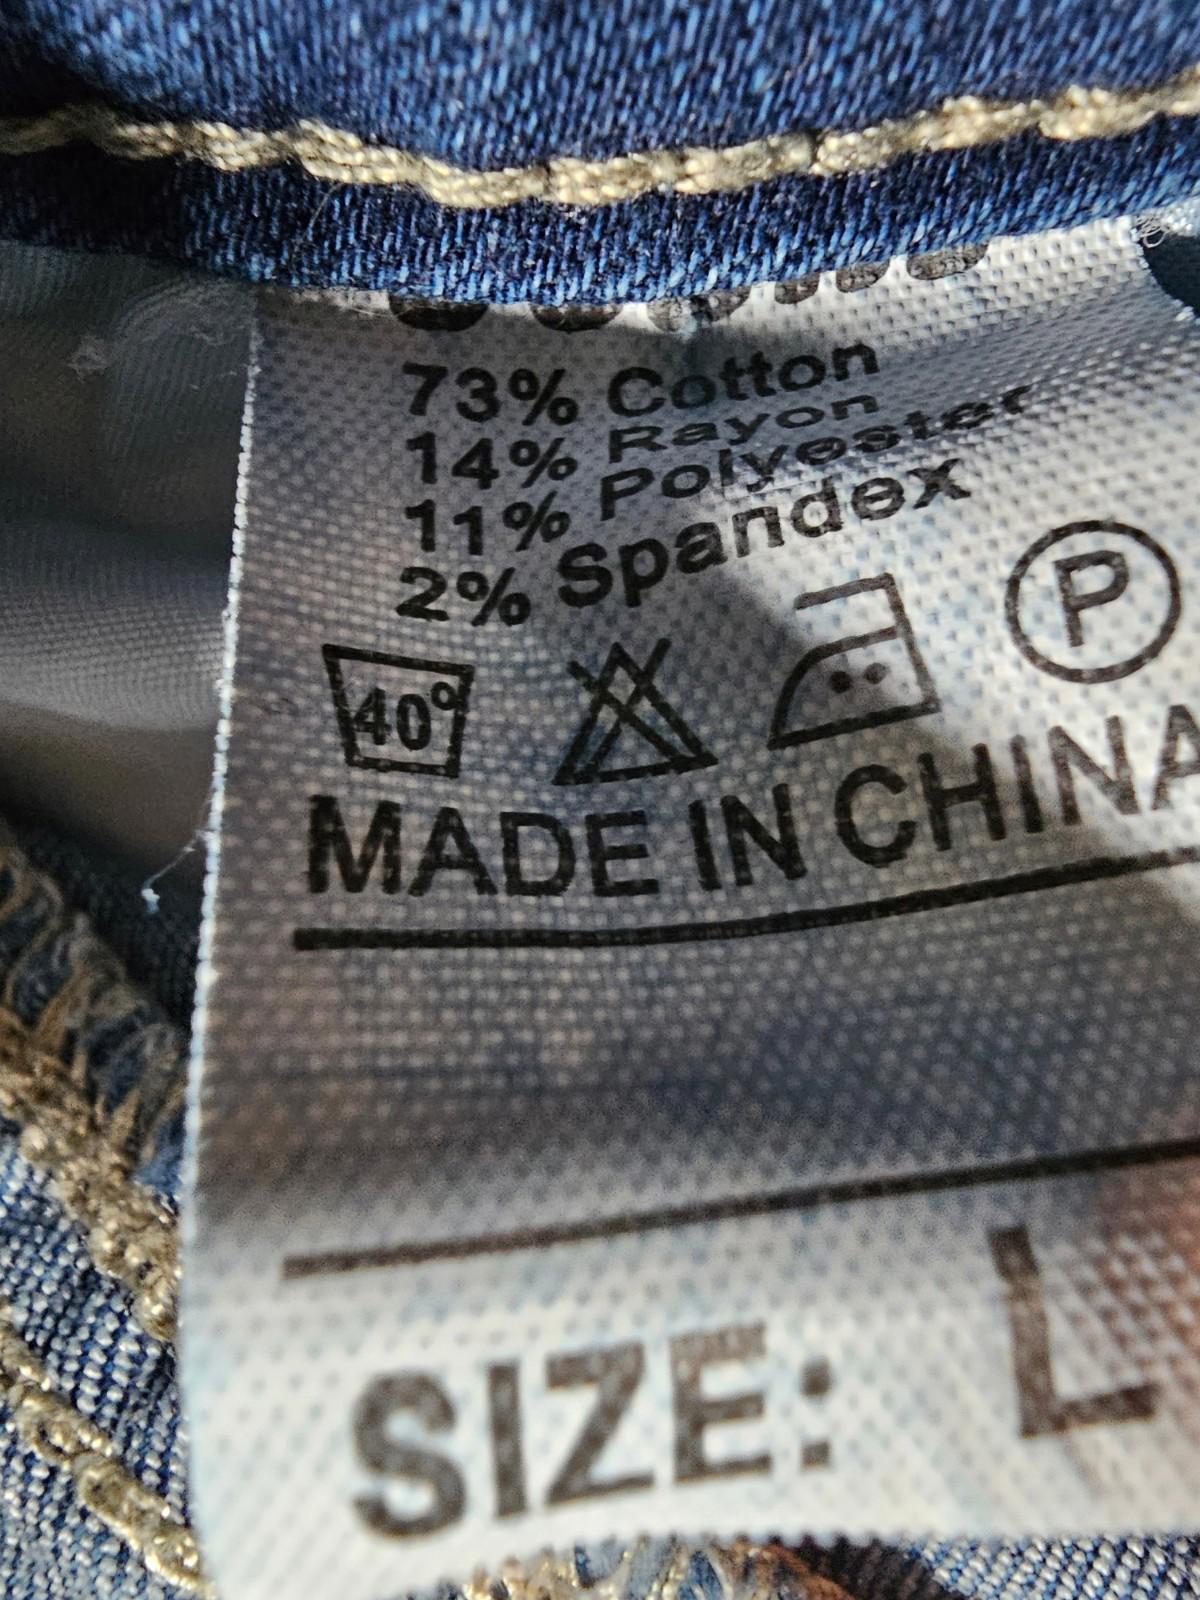 73% Cotton
14% Rayon
11% Polyester
2% Spandex
40° P
MADE IN CHINA
SIZE: L